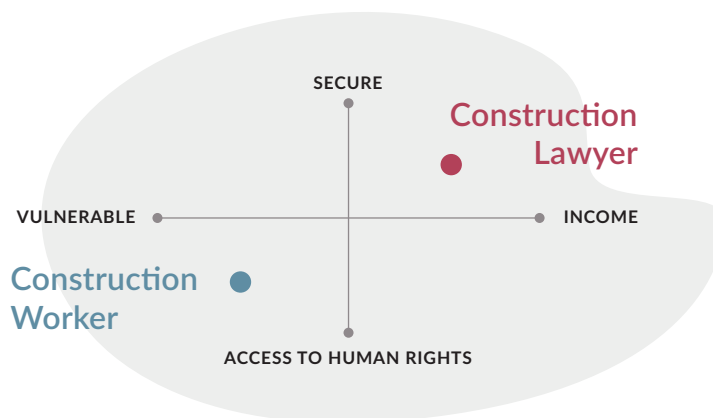 SECURE
Construction
Lawyer
VULNERABLE
INCOME
Construction
Worker
ACCESS TO HUMAN RIGHTS